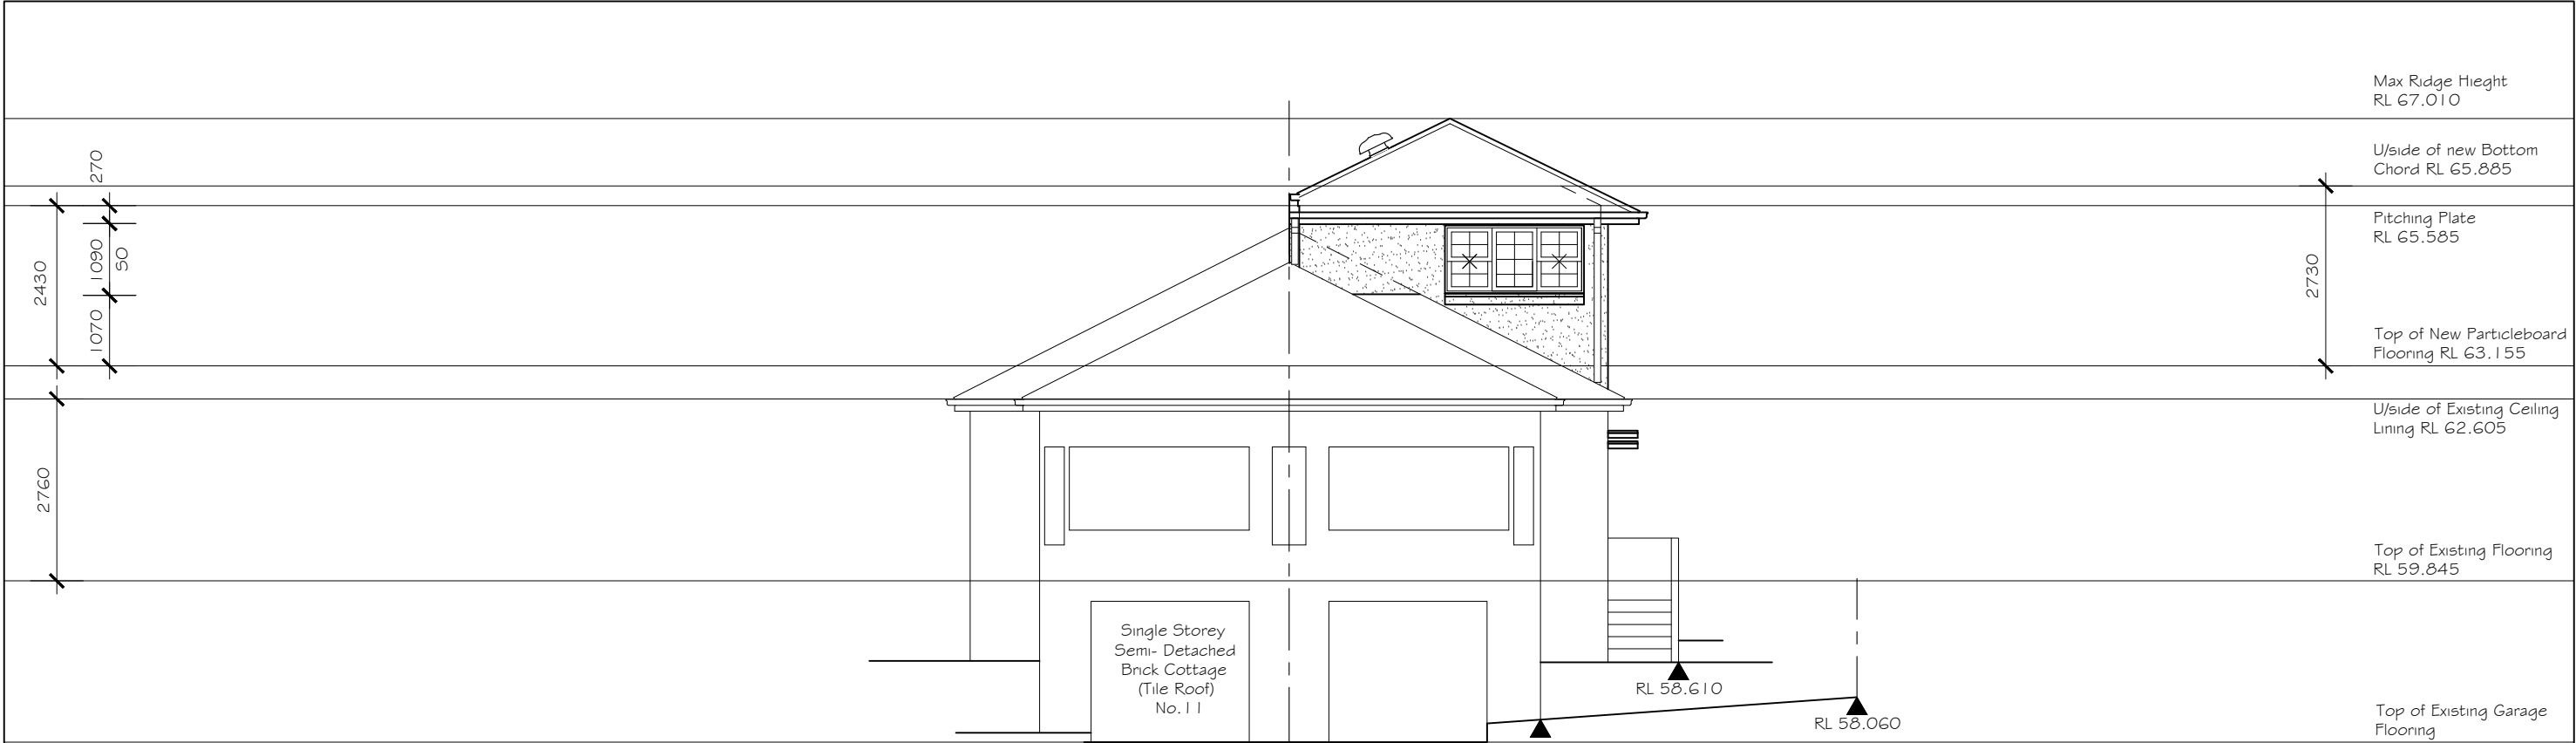 Max Ridge Hieght
RL 67.010
U/side of new Bottom
Chord RL 65.885
Pitching Plate
RL 65.585
Top of New Particleboard
Flooring RL 63.155
U/side of Existing Ceiling
Lining RL 62.605
Top of Existing Flooring
RL 59.845
Top of Existing Garage
Flooring
270
1090
50
1070
2430
2760
2730
Single Storey
Semi- Detached
Brick Cottage
(Tile Roof)
No.11
RL 58.610
RL 58.060